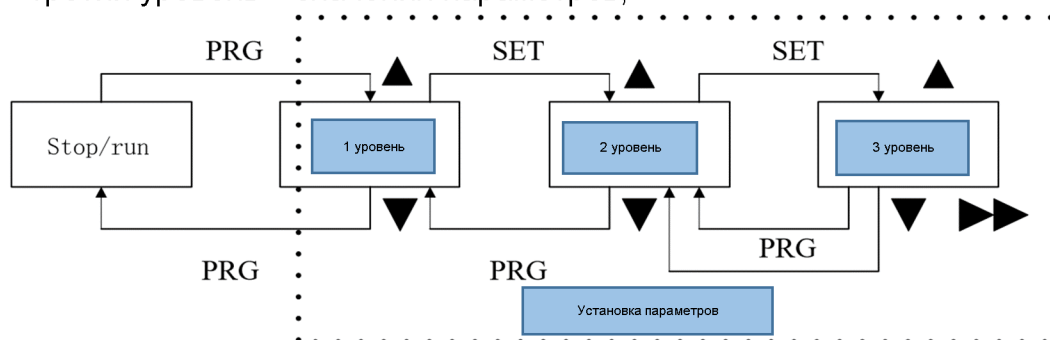 PRG
SET
SET
Stop/run
1 уровень
2 уровень
3 уровень
PRG
PRG
PRG
Установка параметров